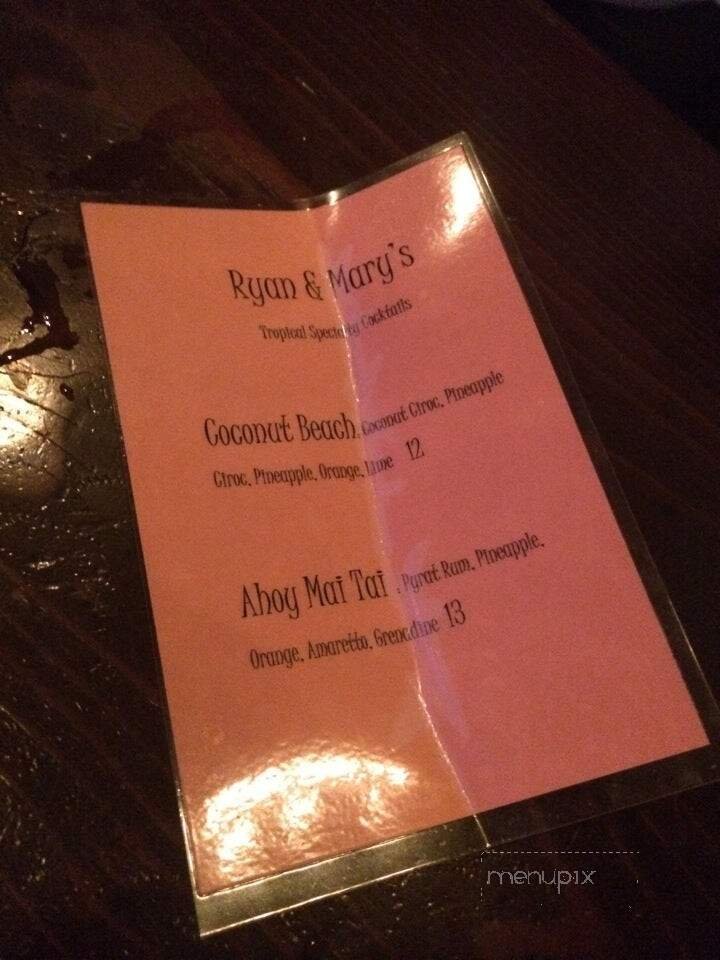 Ryan & Mary's
Tropical Specialty Cocktails
Coconut Beach, Coconut Ciroc, Pineapple
Ciroc, Pineapple, Orange, Lime 12
Ahoy Mai Tai , Pyrat Rum, Pineapple,
Orange, Amaretto, Grenadine 13
menupix